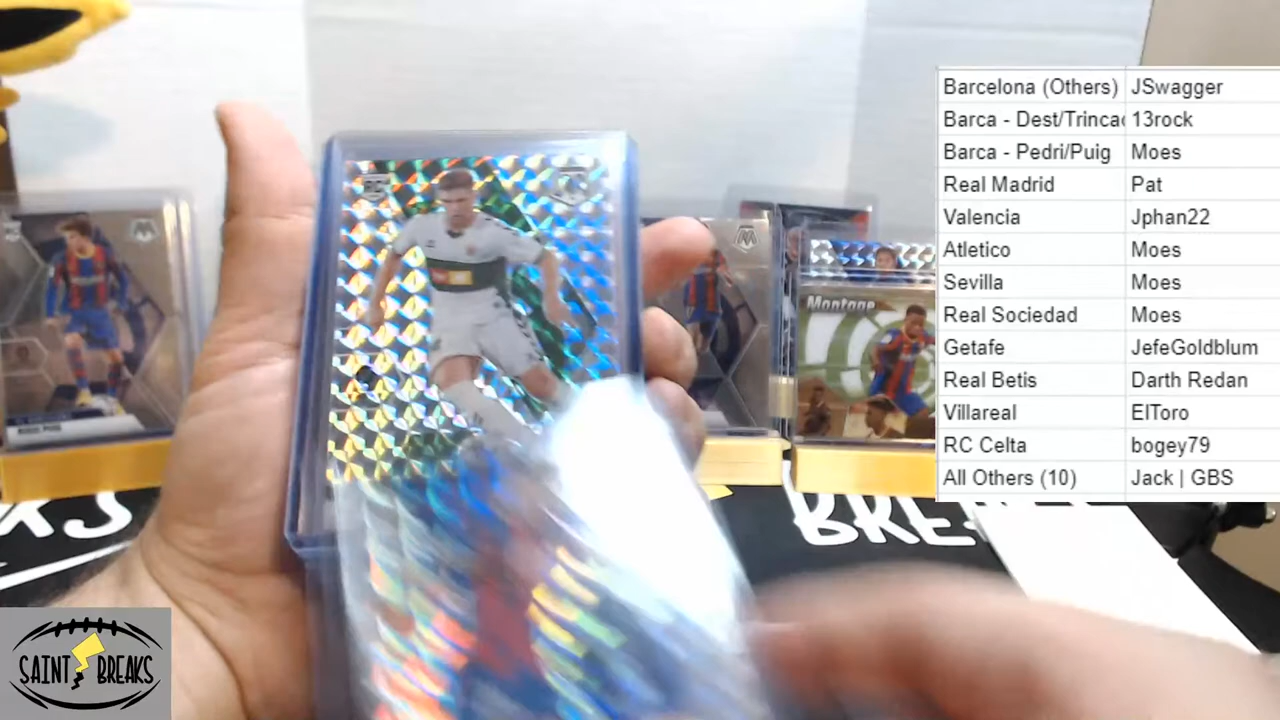 Barcelona (Others) JSwagger
Barca - Dest/Trincao 13rock
Barca - Pedri/Puig Moes
Real Madrid Pat
Valencia Jphan22
Atletico Moes
Sevilla Moes
Real Sociedad Moes
Getafe JefeGoldblum
Real Betis Darth Redan
Villareal ElToro
RC Celta bogey79
All Others (10) Jack | GBS
RC
Montage
BRE
SAINT BREAKS